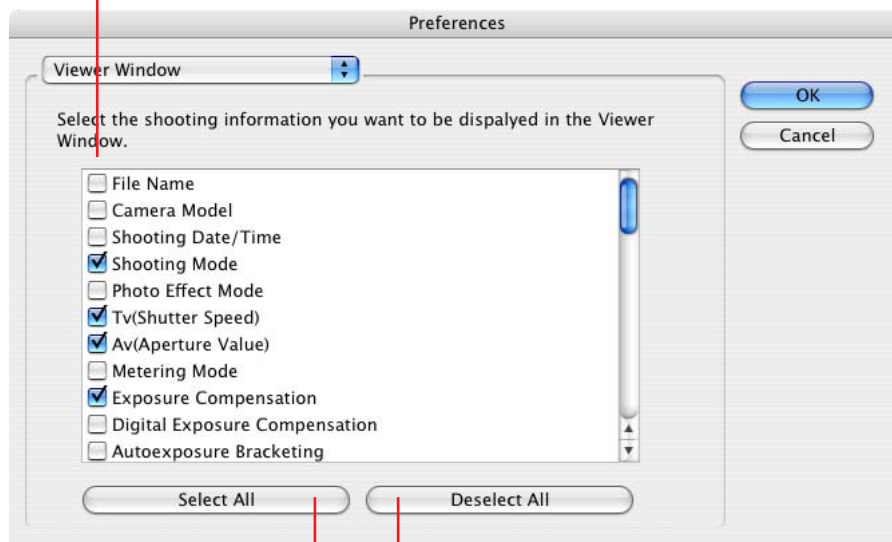 Preferences
Viewer Window
OK
Select the shooting information you want to be dispalyed in the Viewer
Window.
Cancel
File Name
Camera Model
Shooting Date/Time
Shooting Mode
Photo Effect Mode
Tv(Shutter Speed)
Av(Aperture Value)
Metering Mode
Exposure Compensation
Digital Exposure Compensation
Autoexposure Bracketing
Select All
Deselect All